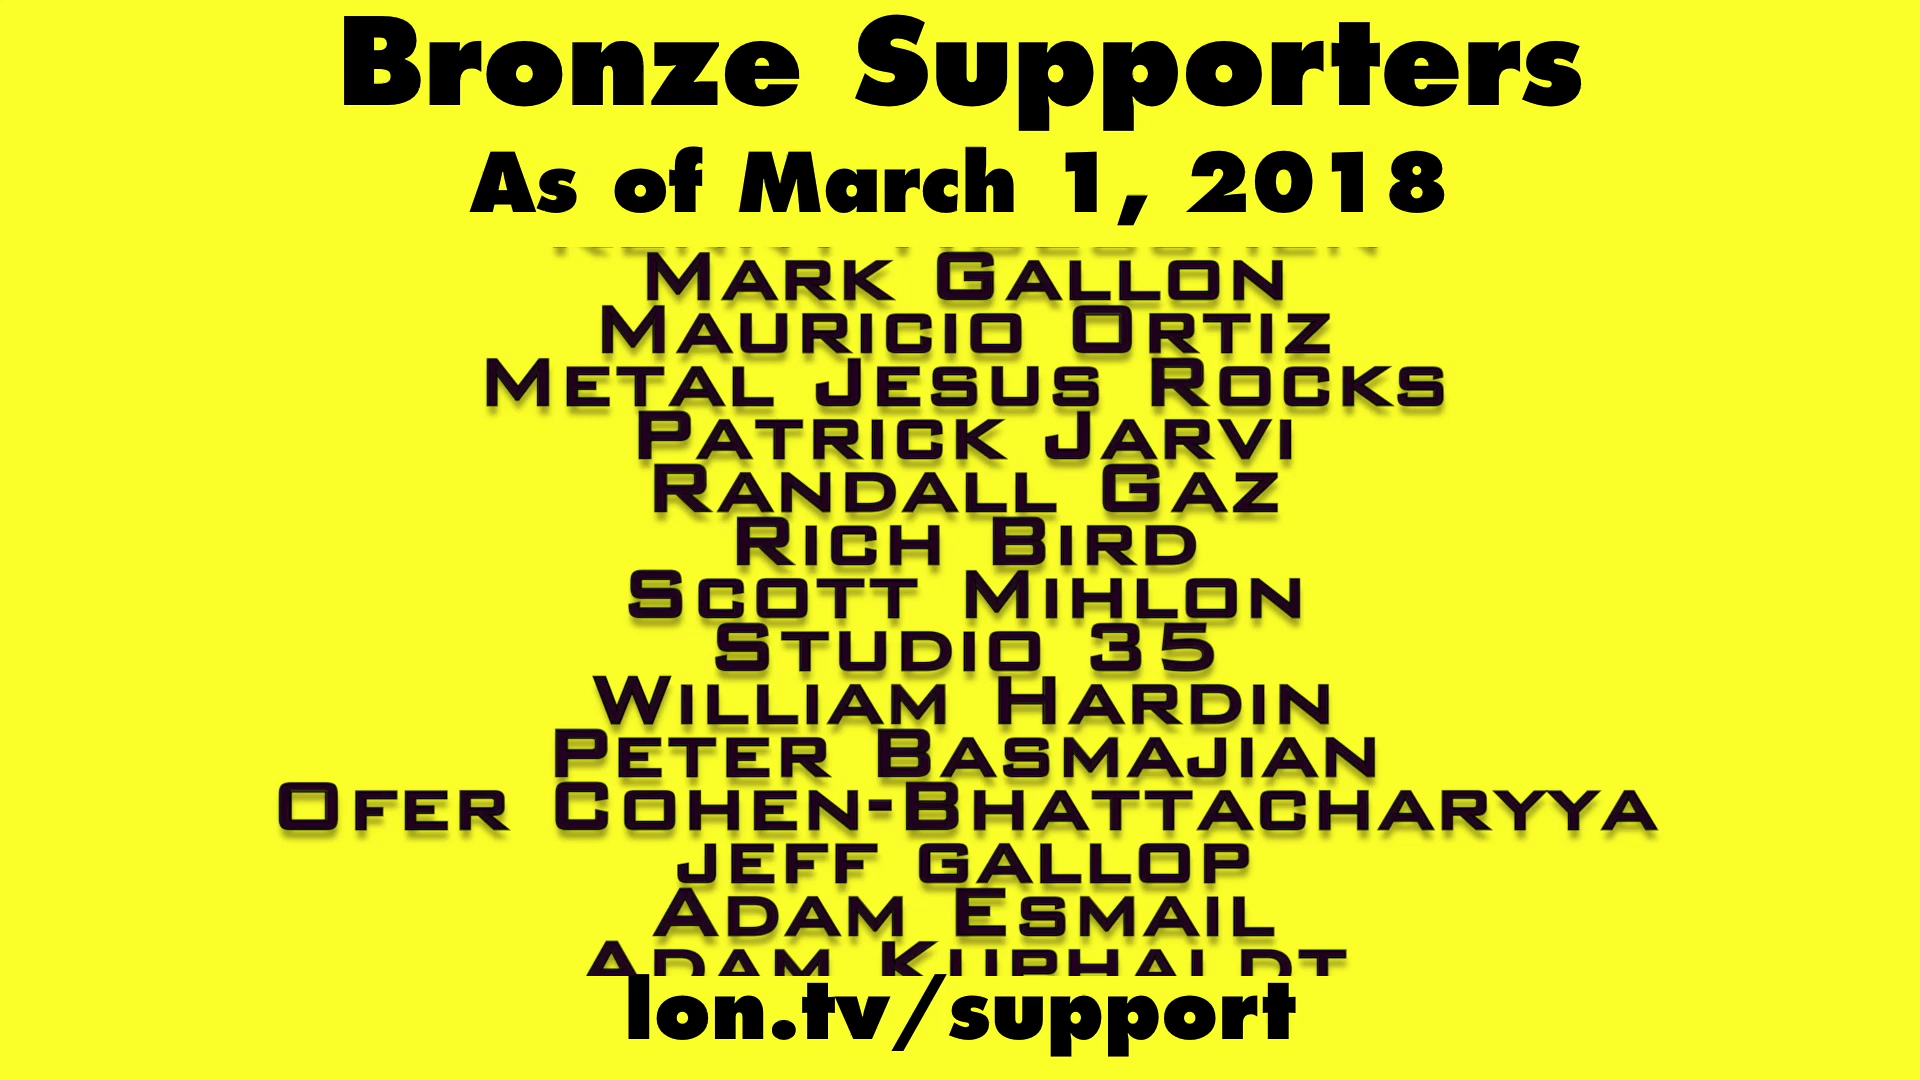 Bronze Supporters
As of March 1, 2018
Mark Gallon
Mauricio Ortiz
Metal Jesus Rocks
Patrick Jarvi
Randall Gaz
Rich Bird
Scott Mihlon
Studio 35
William Hardin
Peter Basmajian
Ofer Cohen-Bhattacharyya
jeff gallop
Adam Esmail
Adam Kuphaldt
lon.tv/support